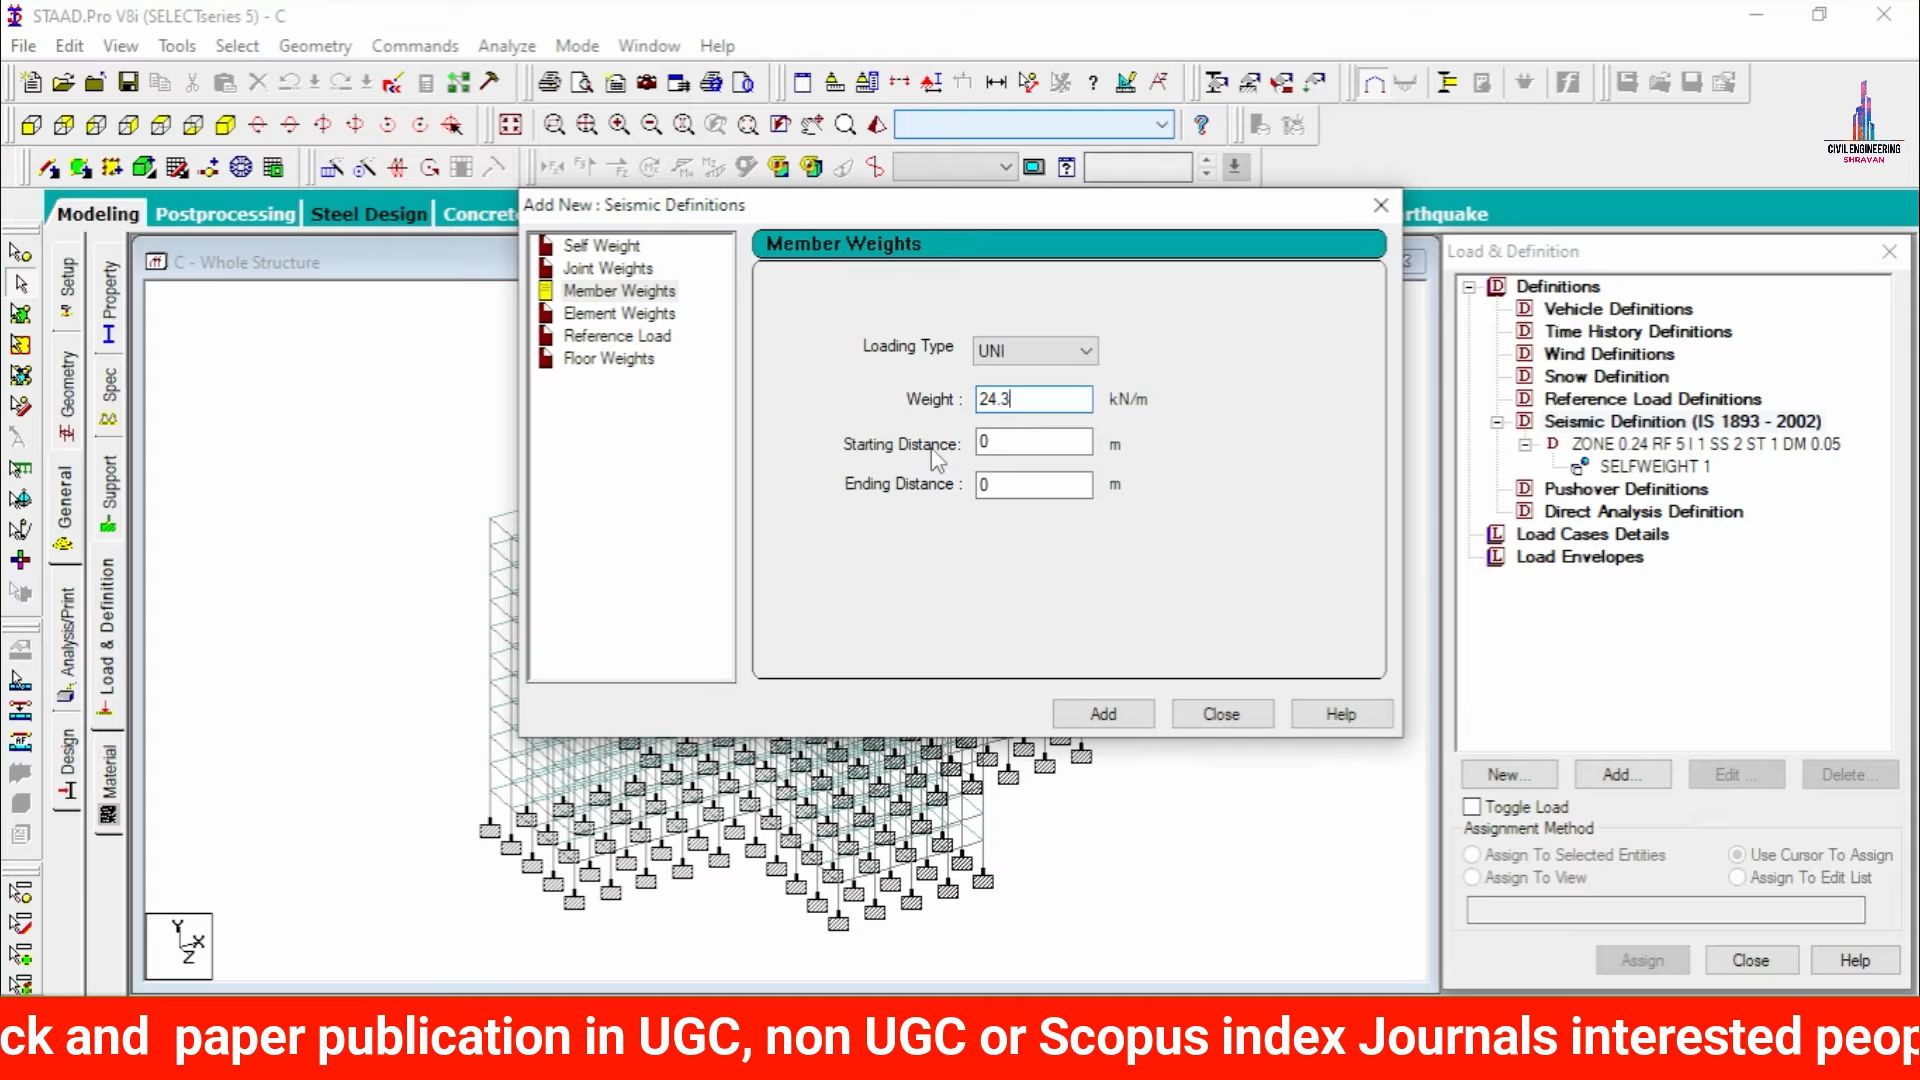 STAAD.Pro V8i (SELECTseries 5) - C
File Edit View Tools Select Geometry Commands Analyze Mode Window Help
CIVIL ENGINEERING
SHRAVAN
Modeling Postprocessing Steel Design Concret rthquake
Setup
Geometry
General
Analysis/Print
Design
Property
Spec
Support
Load & Definition
Material
C - Whole Structure
Add New : Seismic Definitions
Self Weight
Joint Weights
Member Weights
Element Weights
Reference Load
Floor Weights
Member Weights
Loading Type UNI
Weight : 24.3 kN/m
Starting Distance: 0 m
Ending Distance : 0 m
Add Close Help
Load & Definition
Definitions
Vehicle Definitions
Time History Definitions
Wind Definitions
Snow Definition
Reference Load Definitions
Seismic Definition (IS 1893 - 2002)
ZONE 0.24 RF 5 I 1 SS 2 ST 1 DM 0.05
SELFWEIGHT 1
Pushover Definitions
Direct Analysis Definition
Load Cases Details
Load Envelopes
New... Add... Edit ... Delete...
Toggle Load
Assignment Method
Assign To Selected Entities Use Cursor To Assign
Assign To View Assign To Edit List
Assign Close Help
Y
X
Z
ck and paper publication in UGC, non UGC or Scopus index Journals interested peop